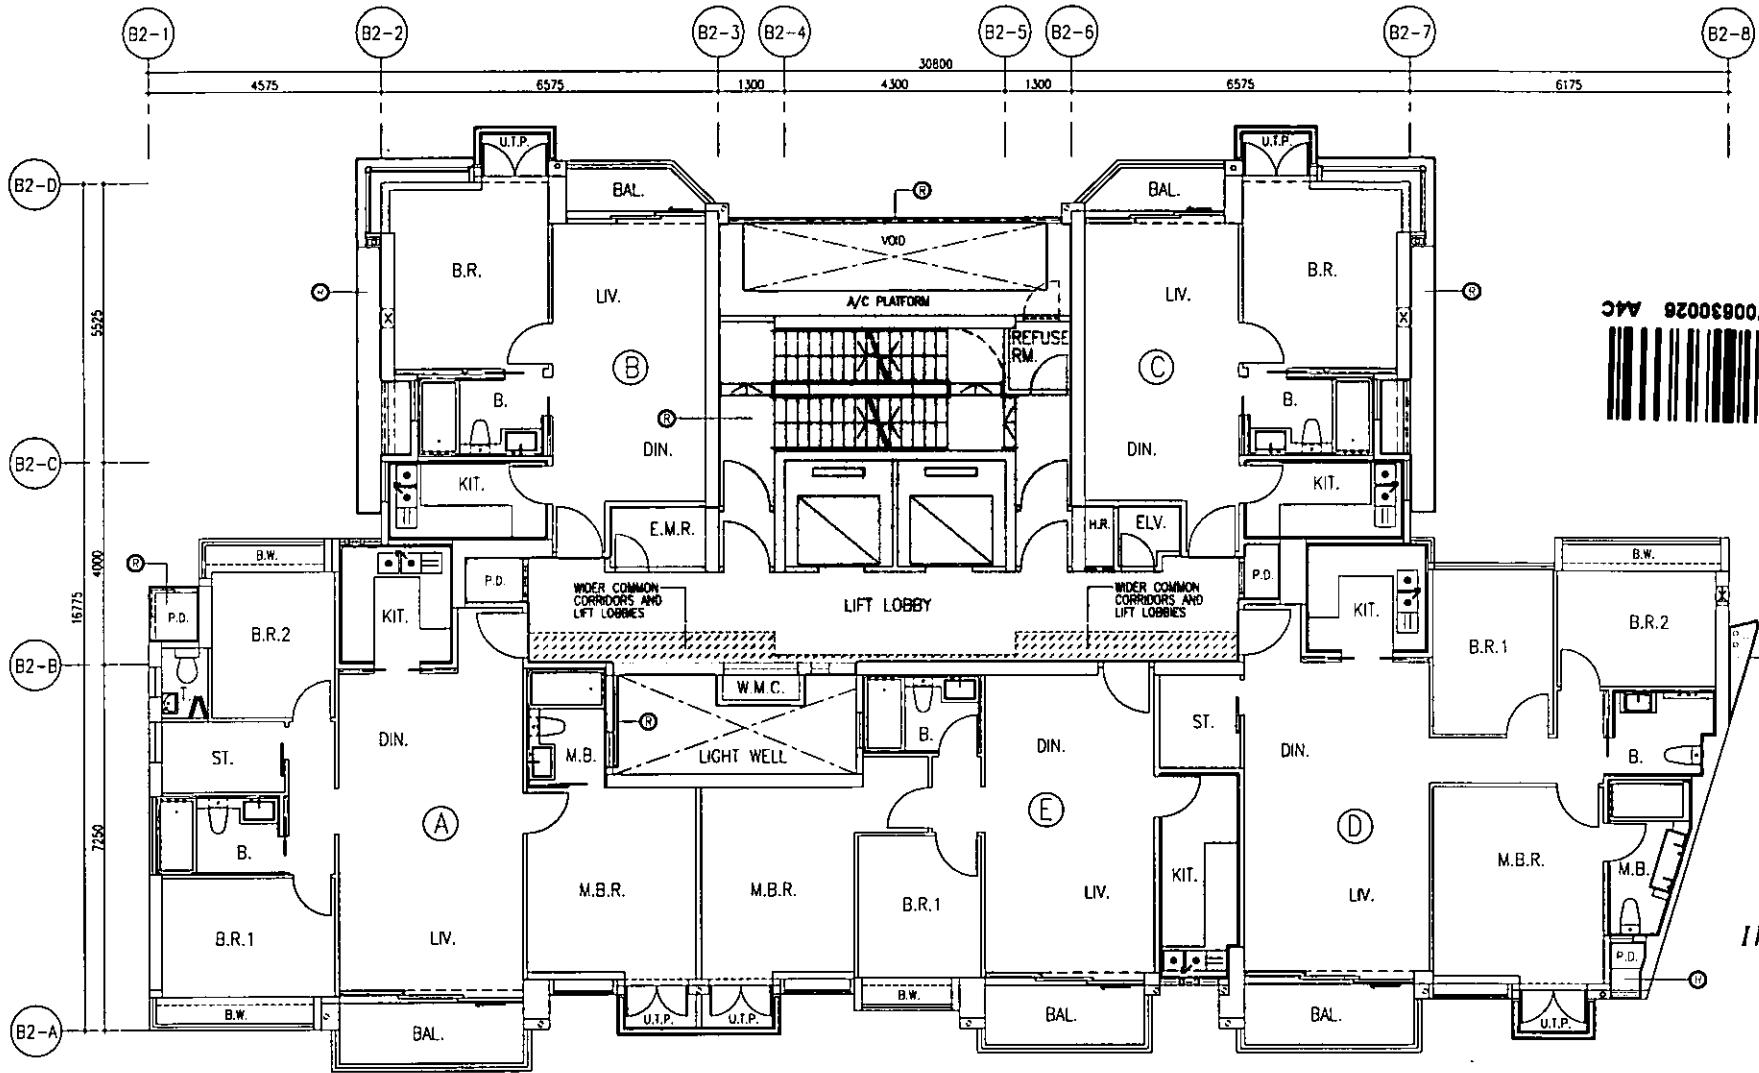 B2-1
B2-2
B2-3
B2-4
B2-5
B2-6
B2-7
B2-8
30800
4575
6575
1300
4300
1300
6575
6175
U.T.P.
U.T.P.
B2-D
BAL.
R
BAL.
VOID
B.R.
B.R.
LIV.
LIV.
R
R
A/C PLATFORM
A4C
5525
REFUSE
RM.
B
C
B.
B.
R
DIN.
DIN.
B2-C
KIT.
KIT.
E.M.R.
H.R.
ELV.
B.W.
B.W.
R
P.D.
P.D.
4000
16775
WIDER COMMON
CORRIDORS AND
LIFT LOBBIES
WIDER COMMON
CORRIDORS AND
LIFT LOBBIES
LIFT LOBBY
P.D.
KIT.
KIT.
B.R.2
B.R.2
B.R.1
B2-B
W.M.C.
R
ST.
DIN.
B.
DIN.
DIN.
ST.
M.B.
LIGHT WELL
B.
7250
A
E
D
B.
M.B.R.
M.B.R.
M.B.R.
M.B.
KIT.
LIV.
LIV.
B.R.1
B.R.1
LIV.
P.D.
R
B.W.
B.W.
U.T.P.
U.T.P.
U.T.P.
B2-A
BAL.
BAL.
BAL.